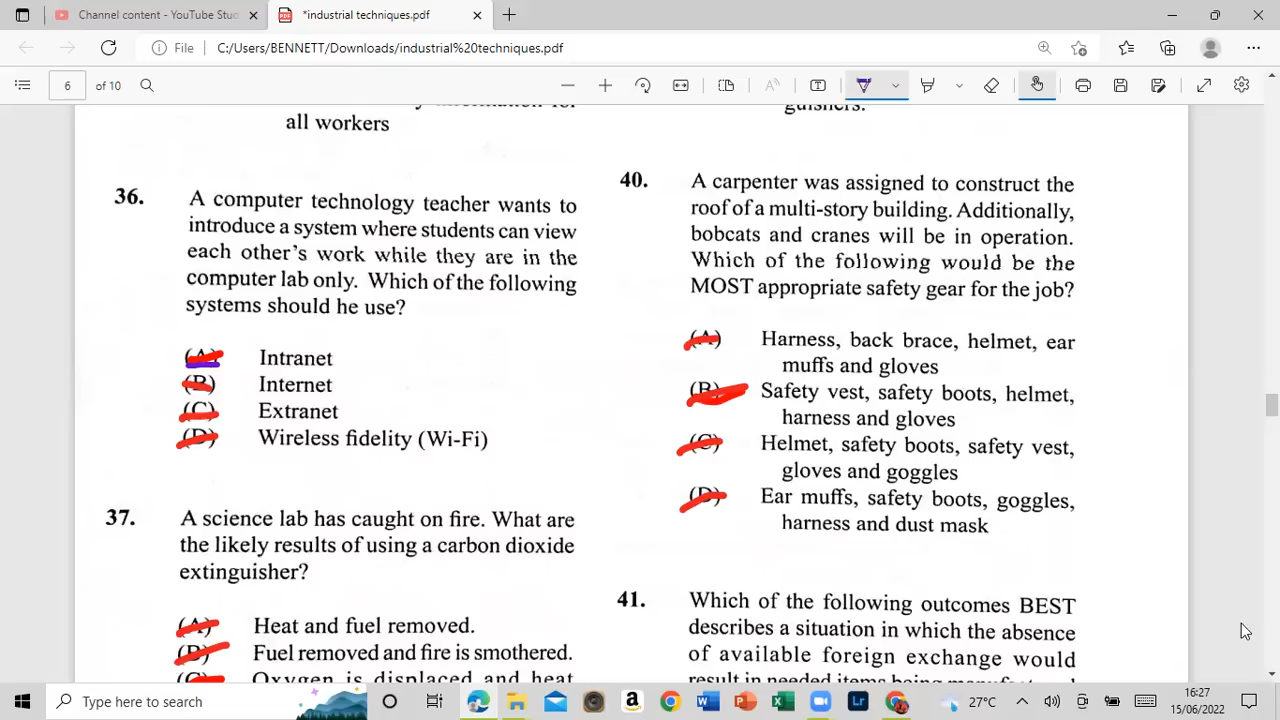 Channel content - YouTube Stu
*industrial techniques.pdf
File
C:/Users/BENNETT/Downloads/industrial%20techniques.pdf
6
of 10
information for
all workers
36.
A computer technology teacher wants to
introduce a system where students can view
each other's work while they are in the
computer lab only. Which of the following
systems should he use?
(A) Intranet
(B) Internet
(C) Extranet
(D) Wireless fidelity (Wi-Fi)
37.
A science lab has caught on fire. What are
the likely results of using a carbon dioxide
extinguisher?
(A) Heat and fuel removed.
(B) Fuel removed and fire is smothered.
(C) Oxygen is displaced and heat
guishers.
40.
A carpenter was assigned to construct the
roof of a multi-story building. Additionally,
bobcats and cranes will be in operation.
Which of the following would be the
MOST appropriate safety gear for the job?
(A) Harness, back brace, helmet, ear
muffs and gloves
(B) Safety vest, safety boots, helmet,
harness and gloves
(C) Helmet, safety boots, safety vest,
gloves and goggles
(D) Ear muffs, safety boots, goggles,
harness and dust mask
41.
Which of the following outcomes BEST
describes a situation in which the absence
of available foreign exchange would
result in needed items being
Type here to search
27°C
16:27
15/06/2022